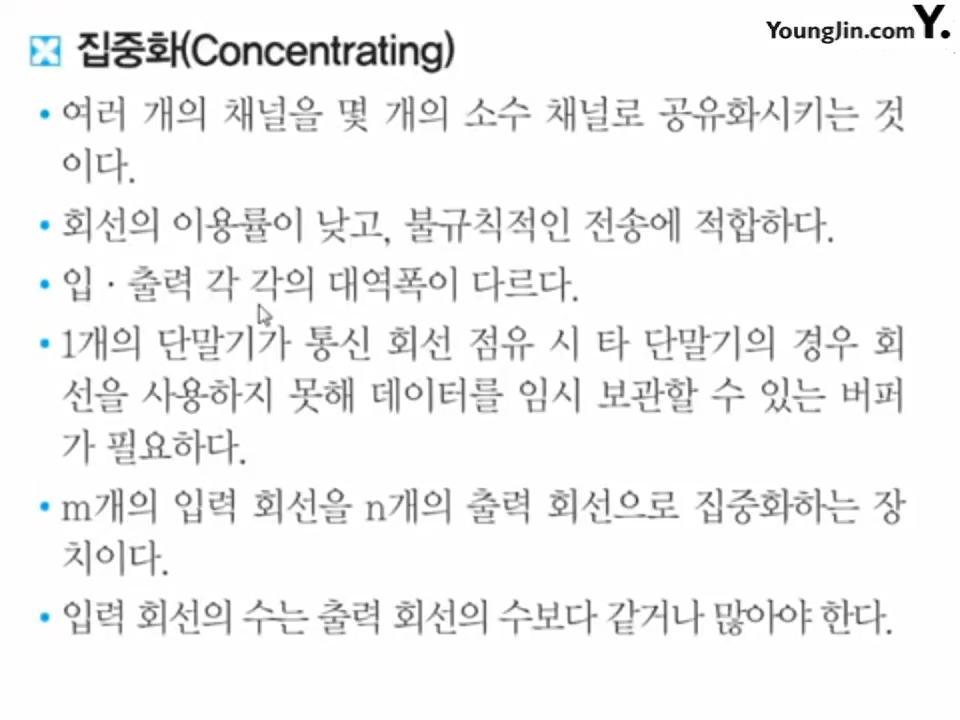 YoungJin.com Y.
집중화(Concentrating)
• 여러 개의 채널을 몇 개의 소수 채널로 공유화시키는 것
이다.
• 회선의 이용률이 낮고, 불규칙적인 전송에 적합하다.
• 입 · 출력 각 각의 대역폭이 다르다.
• 1개의 단말기가 통신 회선 점유 시 타 단말기의 경우 회
선을 사용하지 못해 데이터를 임시 보관할 수 있는 버퍼
가 필요하다.
• m개의 입력 회선을 n개의 출력 회선으로 집중화하는 장
치이다.
• 입력 회선의 수는 출력 회선의 수보다 같거나 많아야 한다.